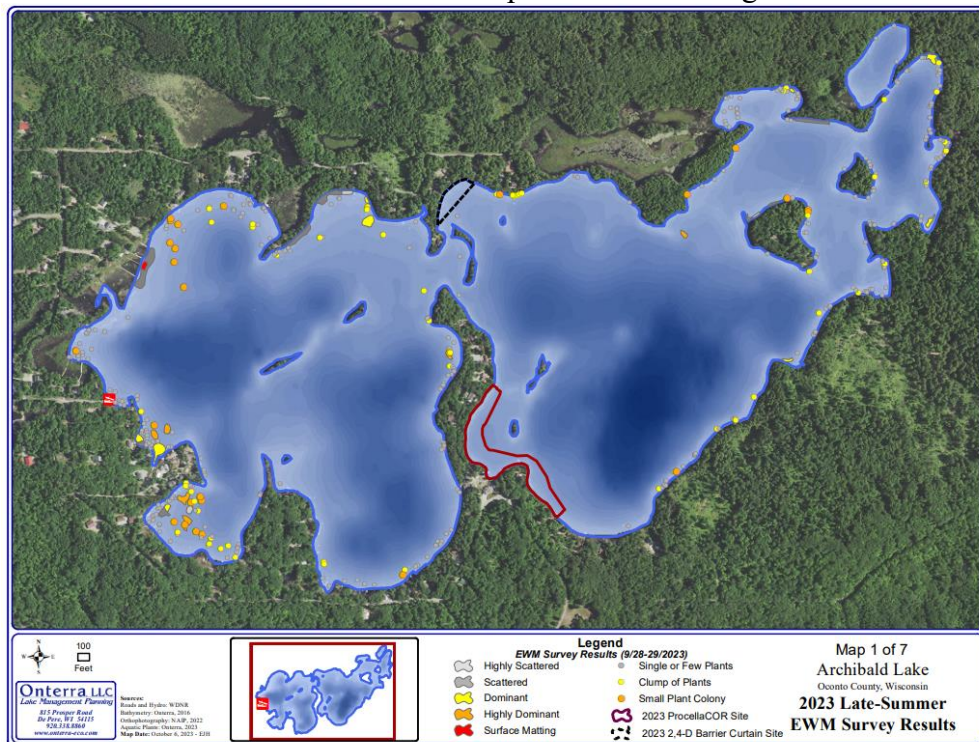 N
W E
S
100
Feet
Onterra LLC
Lake Management Planning
815 Prosper Road
De Pere, WI 54115
920.338.8860
www.onterra-eco.com
Sources:
Roads and Hydro: WDNR
Bathymetry: Onterra, 2016
Orthophotography: NAIP, 2022
Aquatic Plants: Onterra, 2023
Map Date: October 6, 2023 - EJH
Legend
EWM Survey Results (9/28-29/2023)
Highly Scattered
Scattered
Dominant
Highly Dominant
Surface Matting
Single or Few Plants
Clump of Plants
Small Plant Colony
2023 ProcellaCOR Site
2023 2,4-D Barrier Curtain Site
Map 1 of 7
Archibald Lake
Oconto County, Wisconsin
2023 Late-Summer
EWM Survey Results